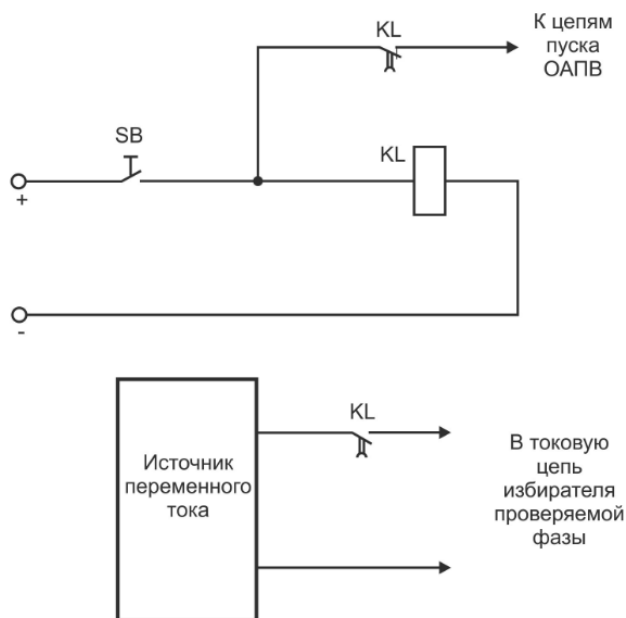 KL
К цепям
пуска
ОАПВ
SB
KL
+
-
KL
Источник
переменного
тока
В токовую
цепь
избирателя
проверяемой
фазы